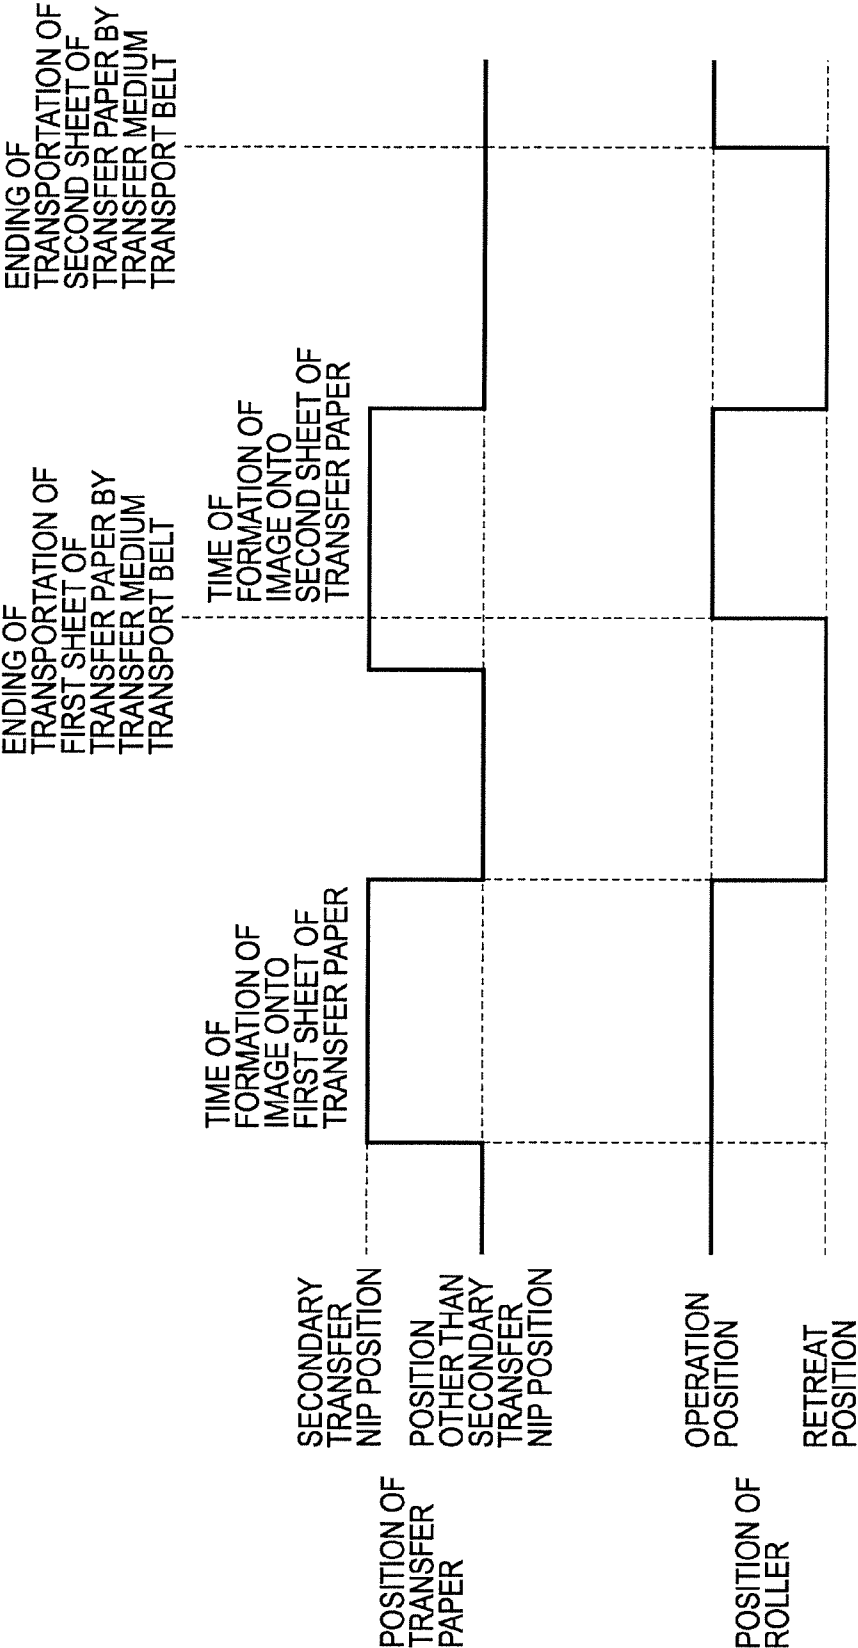 ENDING OF
TRANSPORTATION OF
FIRST SHEET OF
TRANSFER PAPER BY
TRANSFER MEDIUM
TRANSPORT BELT
ENDING OF
TRANSPORTATION OF
SECOND SHEET OF
TRANSFER PAPER BY
TRANSFER MEDIUM
TRANSPORT BELT
TIME OF
FORMATION OF
IMAGE ONTO
FIRST SHEET OF
TRANSFER PAPER
TIME OF
FORMATION OF
IMAGE ONTO
SECOND SHEET OF
TRANSFER PAPER
POSITION OF
TRANSFER
PAPER
SECONDARY
TRANSFER
NIP POSITION
POSITION
OTHER THAN
SECONDARY
TRANSFER
NIP POSITION
POSITION OF
ROLLER
OPERATION
POSITION
RETREAT
POSITION